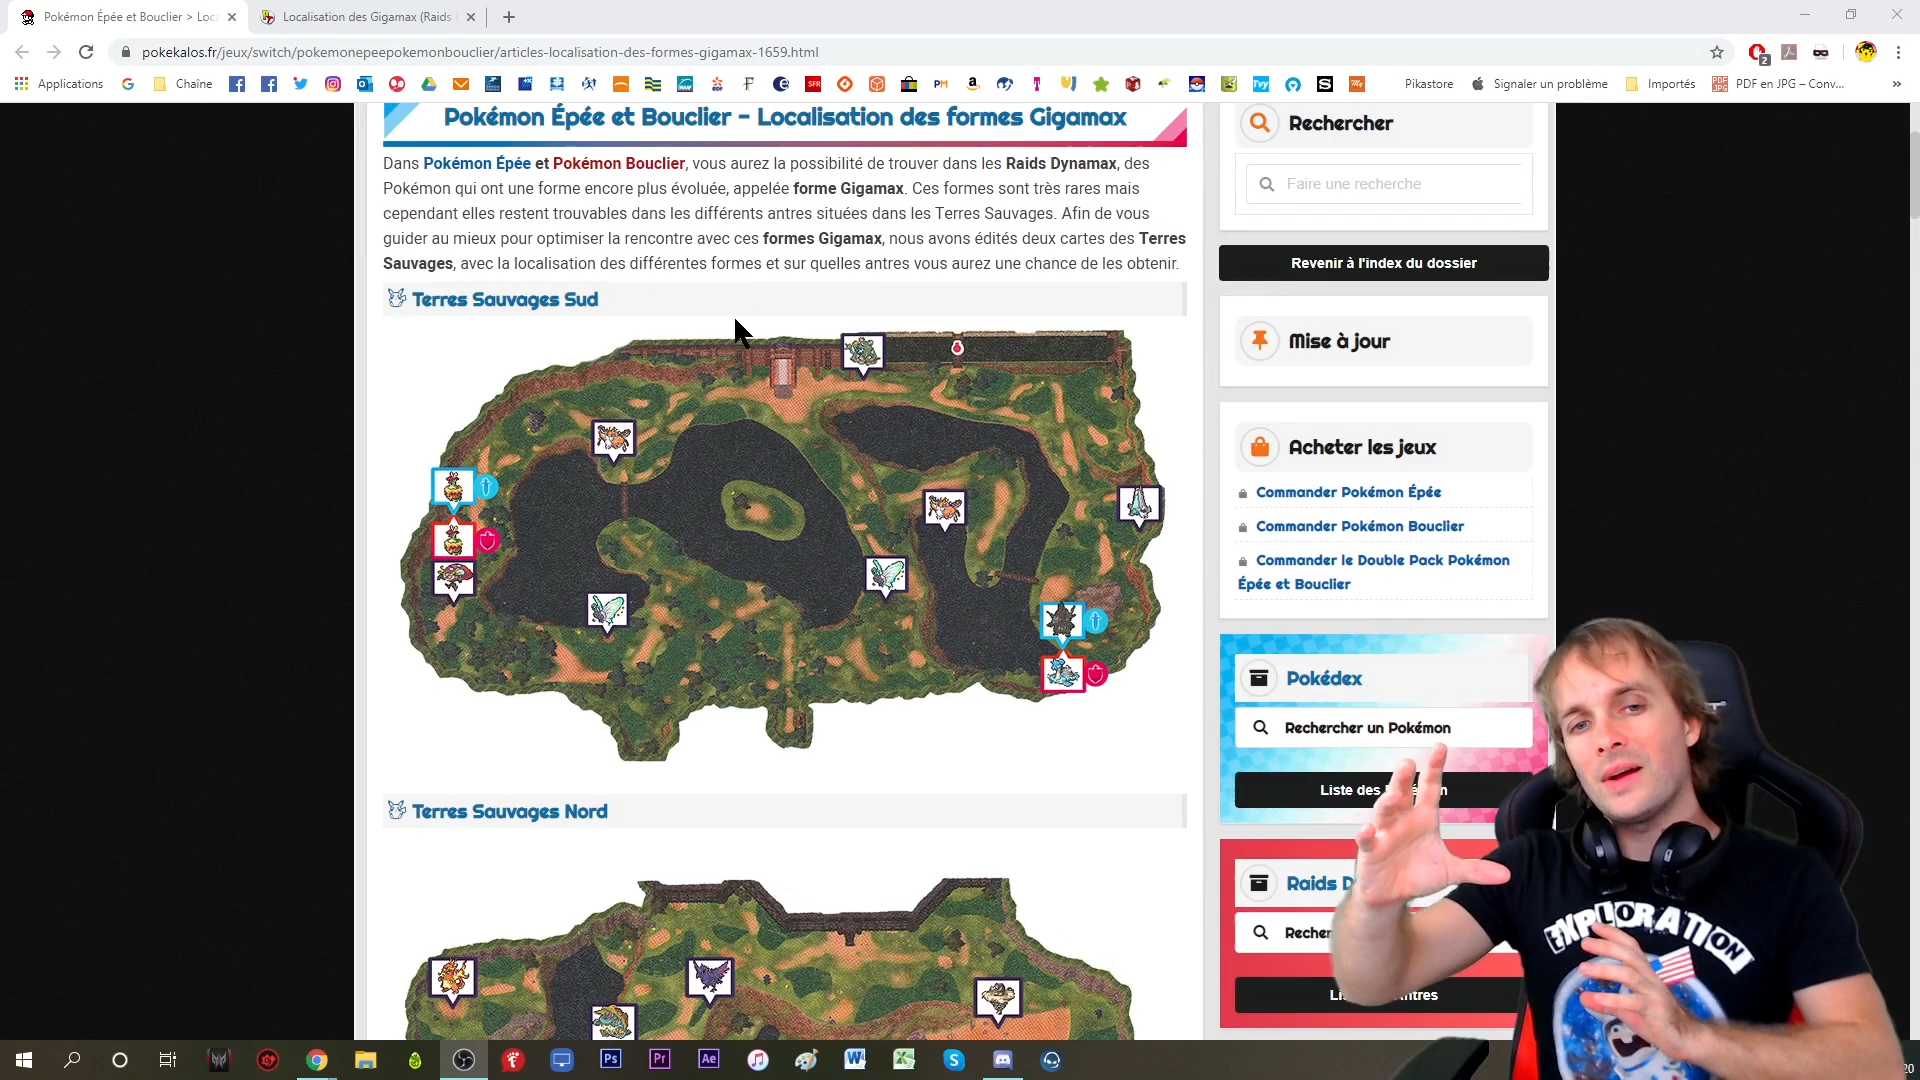 Pokémon Épée et Bouclier > Loc
Localisation des Gigamax (Raids
pokekalos.fr/jeux/switch/pokemonepeepokemonbouclier/articles-localisation-des-formes-gigamax-1659.html
Applications
Chaîne
Pikastore
Signaler un problème
Importés
PDF en JPG – Conv...
Pokémon Épée et Bouclier - Localisation des formes Gigamax
Dans Pokémon Épée et Pokémon Bouclier, vous aurez la possibilité de trouver dans les Raids Dynamax, des
Pokémon qui ont une forme encore plus évoluée, appelée forme Gigamax. Ces formes sont très rares mais
cependant elles restent trouvables dans les différents antres situées dans les Terres Sauvages. Afin de vous
guider au mieux pour optimiser la rencontre avec ces formes Gigamax, nous avons édités deux cartes des Terres
Sauvages, avec la localisation des différentes formes et sur quelles antres vous aurez une chance de les obtenir.
Terres Sauvages Sud
Terres Sauvages Nord
Rechercher
Faire une recherche
Revenir à l'index du dossier
Mise à jour
Acheter les jeux
Commander Pokémon Épée
Commander Pokémon Bouclier
Commander le Double Pack Pokémon
Épée et Bouclier
Pokédex
Rechercher un Pokémon
Liste des
Raids D
Recher
EXPLORATION